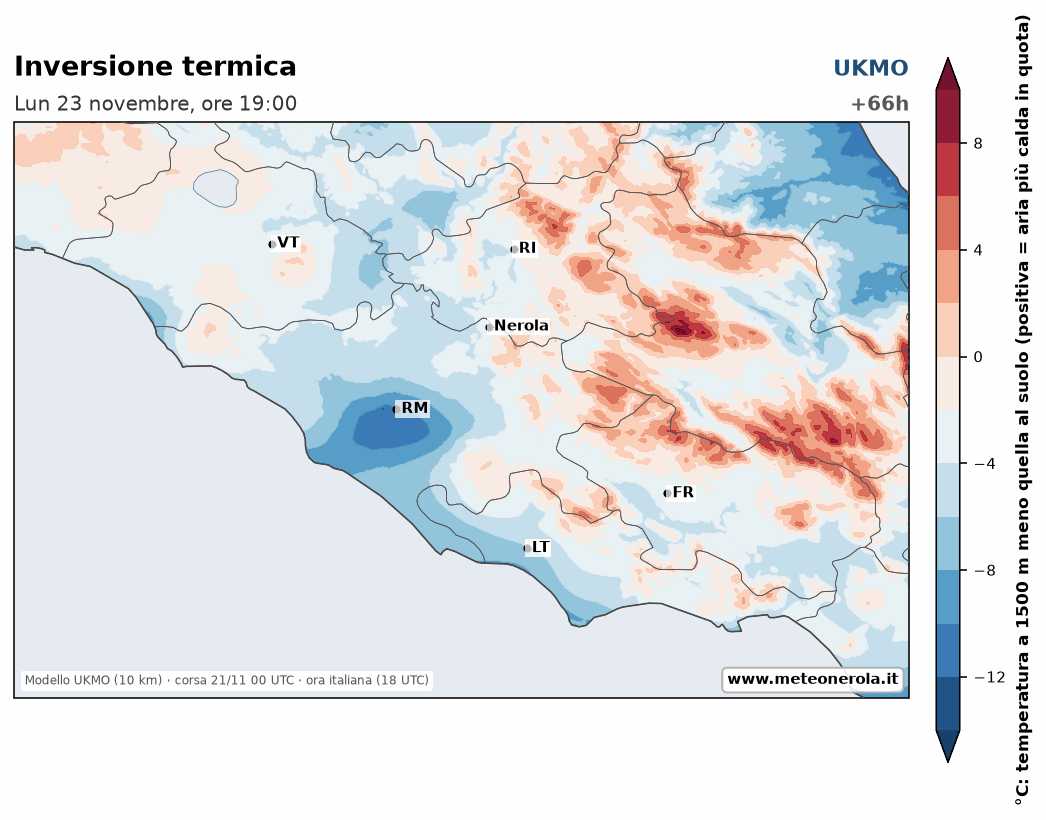 Inversione termica
UKMO
Lun 23 novembre, ore 19:00
+66h
VT
RI
Nerola
RM
FR
LT
Modello UKMO (10 km) · corsa 21/11 00 UTC · ora italiana (18 UTC)
www.meteonerola.it
8
4
0
−4
−8
−12
°C: temperatura a 1500 m meno quella al suolo (positiva = aria più calda in quota)